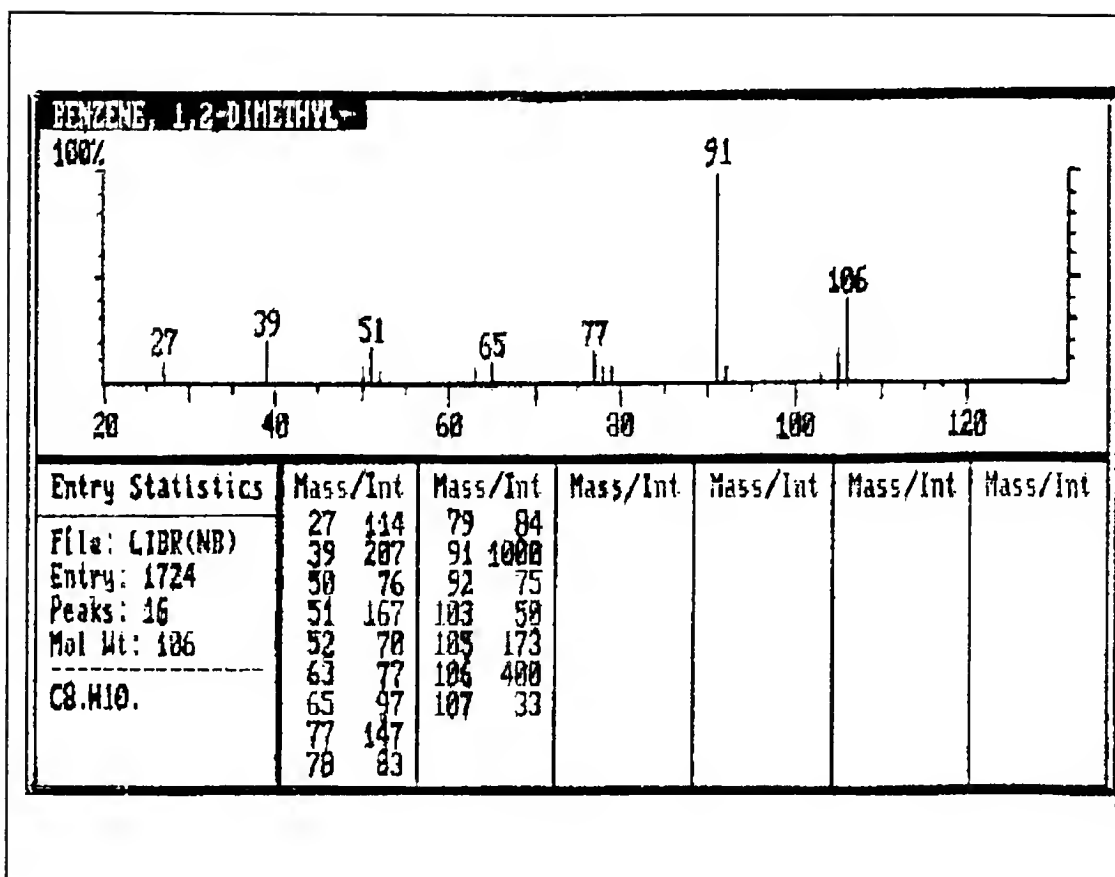 BENZENE, 1,2-DIMETHYL-
100%
91
106
27 39 51 65 77
20 40 60 80 100 120
Entry Statistics Mass/Int Mass/Int Mass/Int Mass/Int Mass/Int Mass/Int
File: LIBR(NB)
Entry: 1724
Peaks: 16
Mol Wt: 106
C8.H10.
27 114 79 84
39 207 91 1000
50 76 92 75
51 167 103 50
52 70 105 173
63 77 106 400
65 97 107 33
77 147
78 83